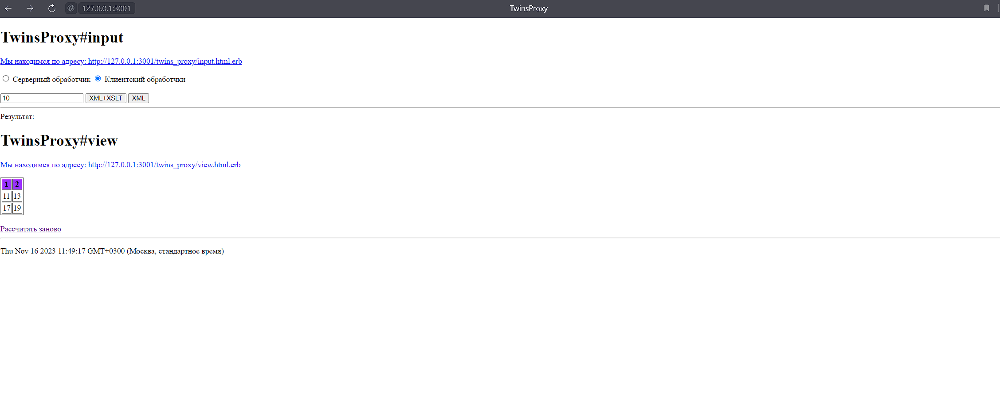 127.0.0.1:3001 TwinsProxy
TwinsProxy#input
Мы находимся по адресу: http://127.0.0.1:3001/twins_proxy/input.html.erb
Серверный обработчик Клиентский обработчки
10 XML+XSLT XML
Результат:
TwinsProxy#view
Мы находимся по адресу: http://127.0.0.1:3001/twins_proxy/view.html.erb
1 2
11 13
17 19
Рассчитать заново
Thu Nov 16 2023 11:49:17 GMT+0300 (Москва, стандартное время)